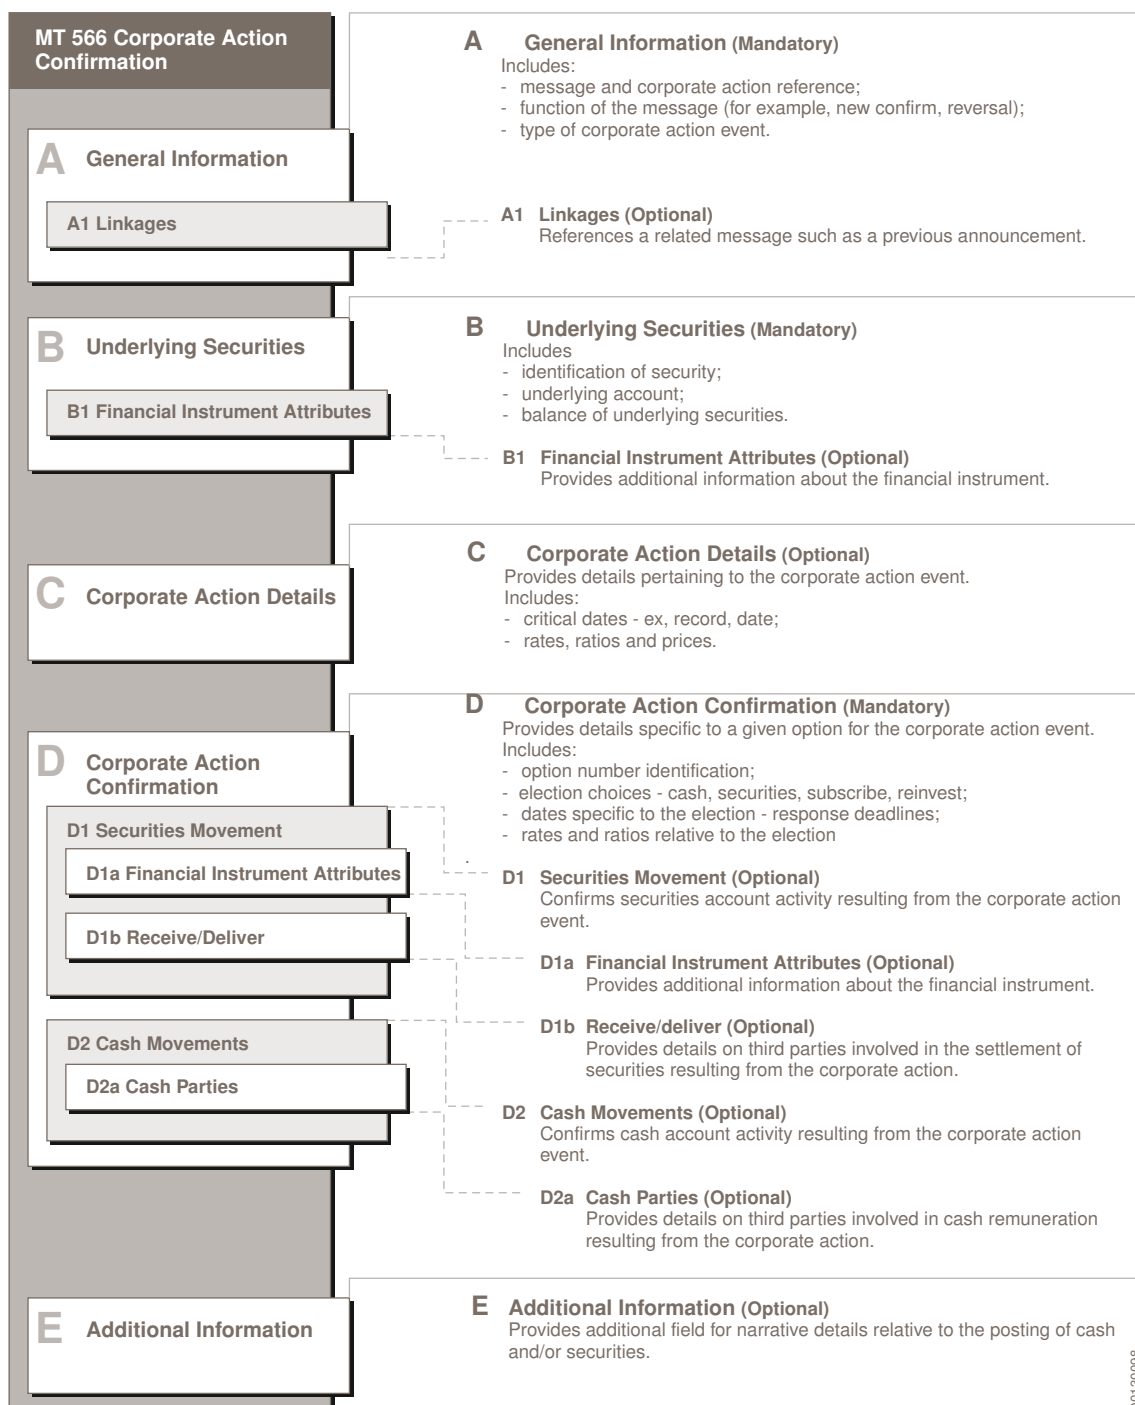 MT 566 Corporate Action
Confirmation
A General Information
A1 Linkages
B Underlying Securities
B1 Financial Instrument Attributes
C Corporate Action Details
D Corporate Action
Confirmation
D1 Securities Movement
D1a Financial Instrument Attributes
D1b Receive/Deliver
D2 Cash Movements
D2a Cash Parties
E Additional Information
A General Information (Mandatory)
Includes:
- message and corporate action reference;
- function of the message (for example, new confirm, reversal);
- type of corporate action event.
A1 Linkages (Optional)
References a related message such as a previous announcement.
B Underlying Securities (Mandatory)
Includes
- identification of security;
- underlying account;
- balance of underlying securities.
B1 Financial Instrument Attributes (Optional)
Provides additional information about the financial instrument.
C Corporate Action Details (Optional)
Provides details pertaining to the corporate action event.
Includes:
- critical dates - ex, record, date;
- rates, ratios and prices.
D Corporate Action Confirmation (Mandatory)
Provides details specific to a given option for the corporate action event.
Includes:
- option number identification;
- election choices - cash, securities, subscribe, reinvest;
- dates specific to the election - response deadlines;
- rates and ratios relative to the election
.
D1 Securities Movement (Optional)
Confirms securities account activity resulting from the corporate action
event.
D1a Financial Instrument Attributes (Optional)
Provides additional information about the financial instrument.
D1b Receive/deliver (Optional)
Provides details on third parties involved in the settlement of
securities resulting from the corporate action.
D2 Cash Movements (Optional)
Confirms cash account activity resulting from the corporate action
event.
D2a Cash Parties (Optional)
Provides details on third parties involved in cash remuneration
resulting from the corporate action.
E Additional Information (Optional)
Provides additional field for narrative details relative to the posting of cash
and/or securities.